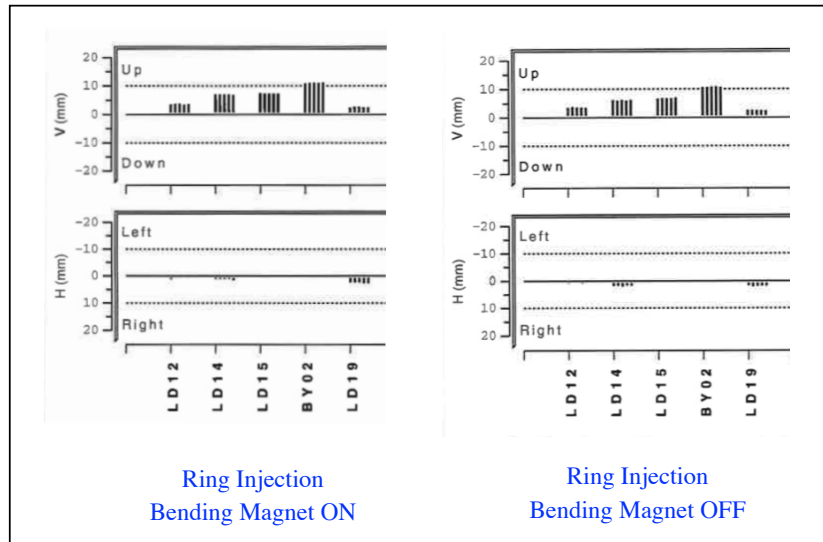 20
Up
10
V (mm)
0
-10
Down
-20
-20
Left
-10
H (mm)
0
10
Right
20
LD12
LD14
LD15
BY02
LD19
Ring Injection
Bending Magnet ON
20
Up
10
V (mm)
0
-10
Down
-20
-20
Left
-10
H (mm)
0
10
Right
20
LD12
LD14
LD15
BY02
LD19
Ring Injection
Bending Magnet OFF